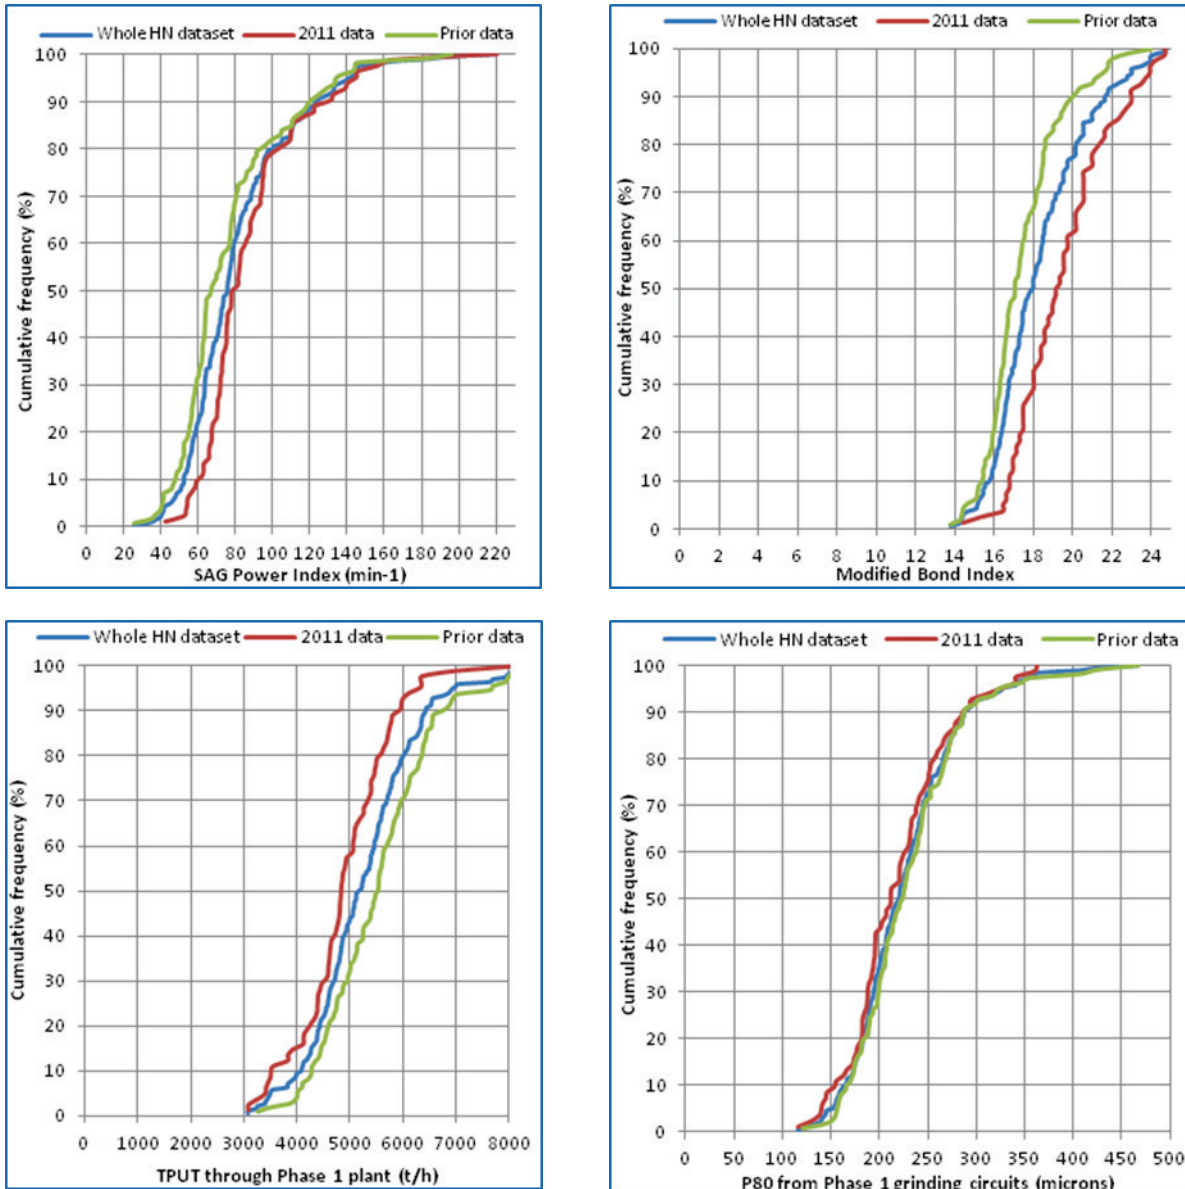 Whole HN dataset 2011 data Prior data
100
90
80
70
60
50
40
30
20
10
0
Cumulative frequency (%)
0 20 40 60 80 100 120 140 160 180 200 220
SAG Power Index (min-1)
Whole HN dataset 2011 data Prior data
100
90
80
70
60
50
40
30
20
10
0
Cumulative frequency (%)
0 2 4 6 8 10 12 14 16 18 20 22 24
Modified Bond Index
Whole HN dataset 2011 data Prior data
100
90
80
70
60
50
40
30
20
10
0
Cumulative frequency (%)
0 1000 2000 3000 4000 5000 6000 7000 8000
TPUT through Phase 1 plant (t/h)
Whole HN dataset 2011 data Prior data
100
90
80
70
60
50
40
30
20
10
0
Cumulative frequency (%)
0 50 100 150 200 250 300 350 400 450 500
P80 from Phase 1 grinding circuits (microns)